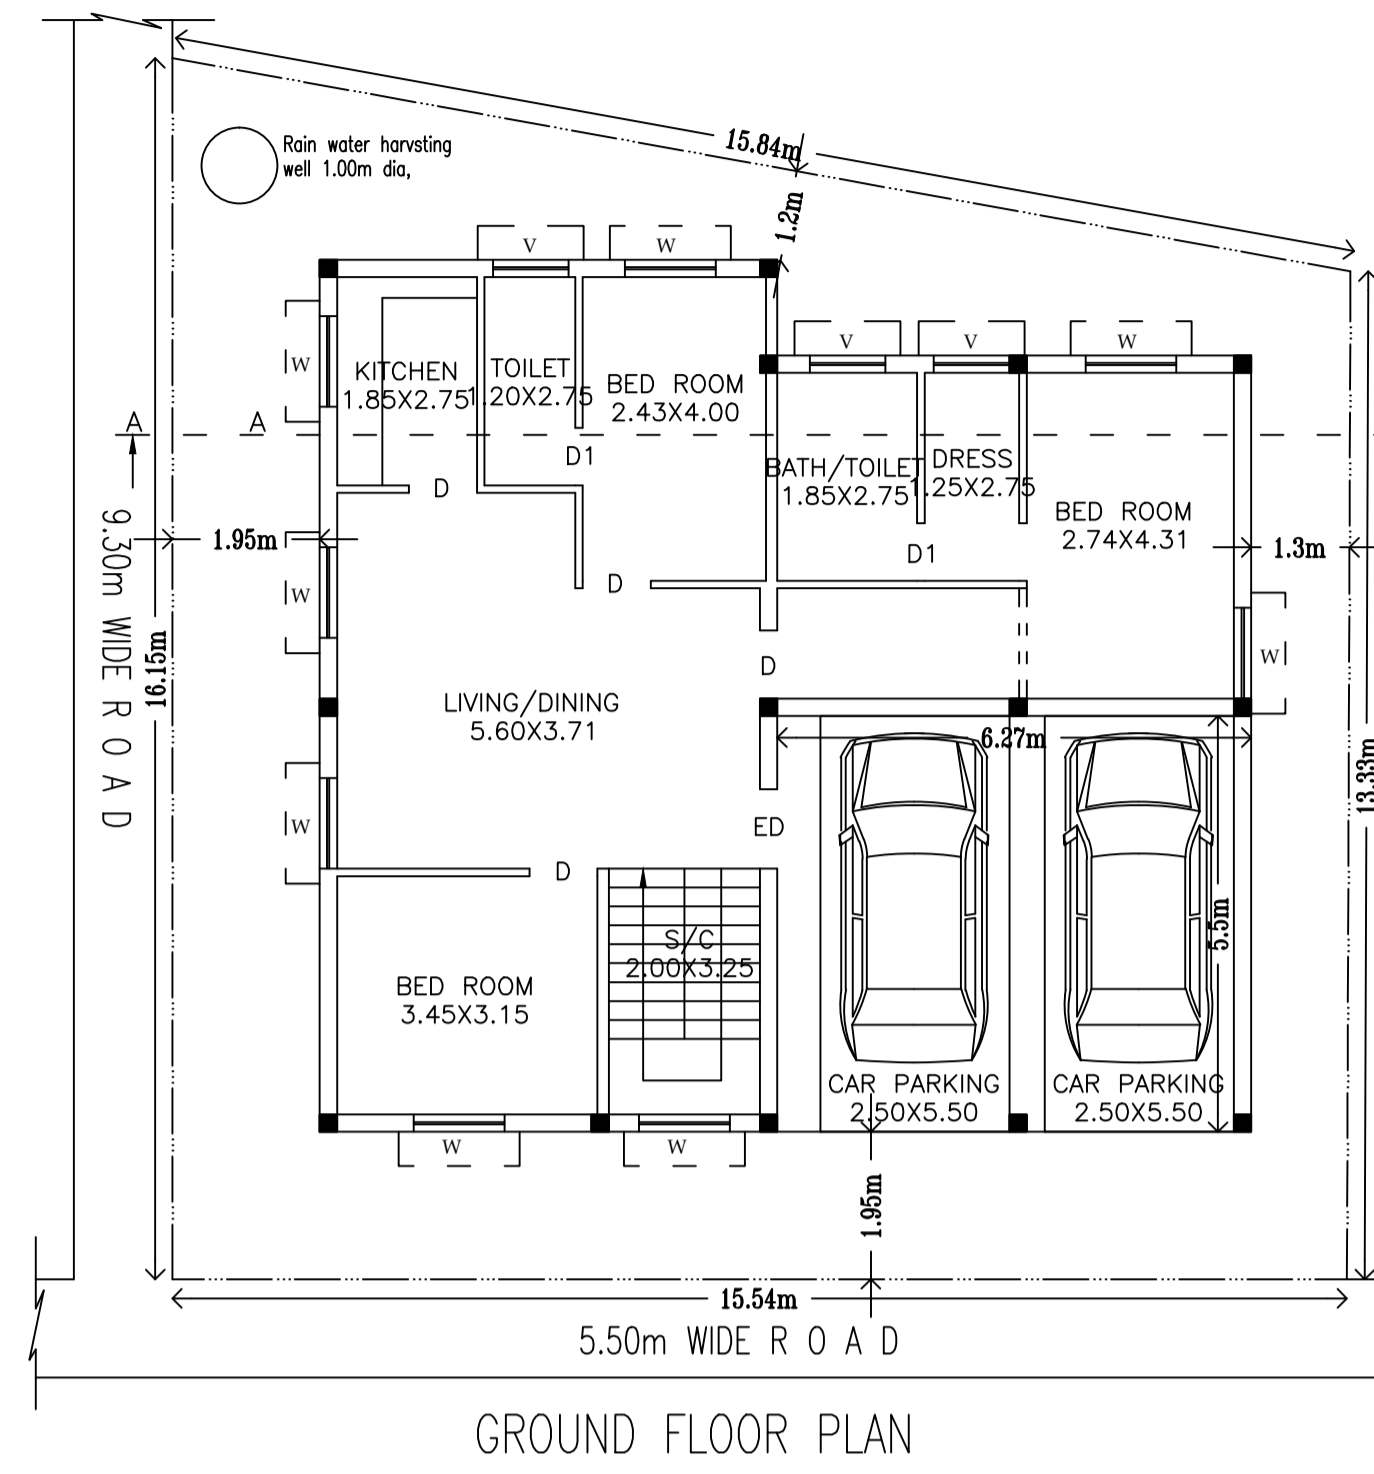 Rain water harvsting
well 1.00m dia,
15.84m
1.2m
V
W
V
V
W
W
KITCHEN
1.85X2.75
TOILET
1.20X2.75
BED ROOM
2.43X4.00
A
A
D1
D
BATH/TOILET
1.85X2.75
DRESS
1.25X2.75
BED ROOM
2.74X4.31
D1
1.95m
1.3m
9.30m WIDE R O A D
16.15m
W
D
D
W
LIVING/DINING
5.60X3.71
6.27m
13.33m
W
ED
D
S/C
2.00X3.25
5.5m
BED ROOM
3.45X3.15
CAR PARKING
2.50X5.50
CAR PARKING
2.50X5.50
W
W
1.95m
15.54m
5.50m WIDE R O A D
GROUND FLOOR PLAN